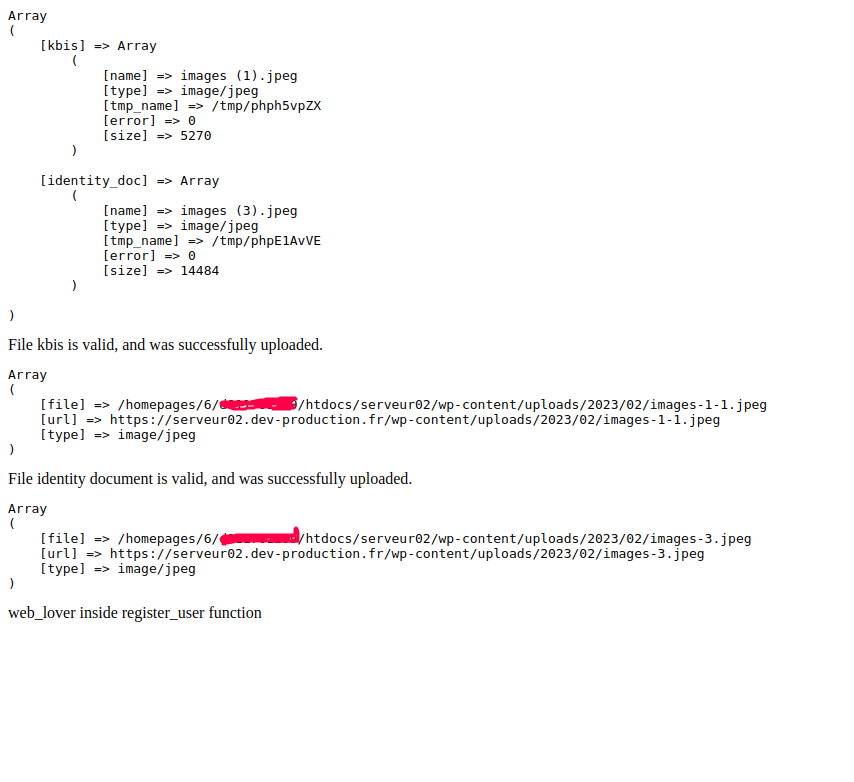 Array
(
[kbis] => Array
(
[name] => images (1).jpeg
[type] => image/jpeg
[tmp_name] => /tmp/phph5vpZX
[error] => 0
[size] => 5270
)
[identity_doc] => Array
(
[name] => images (3).jpeg
[type] => image/jpeg
[tmp_name] => /tmp/phpE1AvVE
[error] => 0
[size] => 14484
)
)
File kbis is valid, and was successfully uploaded.
Array
(
[file] => /homepages/6/ /htdocs/serveur02/wp-content/uploads/2023/02/images-1-1.jpeg
[url] => https://serveur02.dev-production.fr/wp-content/uploads/2023/02/images-1-1.jpeg
[type] => image/jpeg
)
File identity document is valid, and was successfully uploaded.
Array
(
[file] => /homepages/6/ /htdocs/serveur02/wp-content/uploads/2023/02/images-3.jpeg
[url] => https://serveur02.dev-production.fr/wp-content/uploads/2023/02/images-3.jpeg
[type] => image/jpeg
)
web_lover inside register_user function